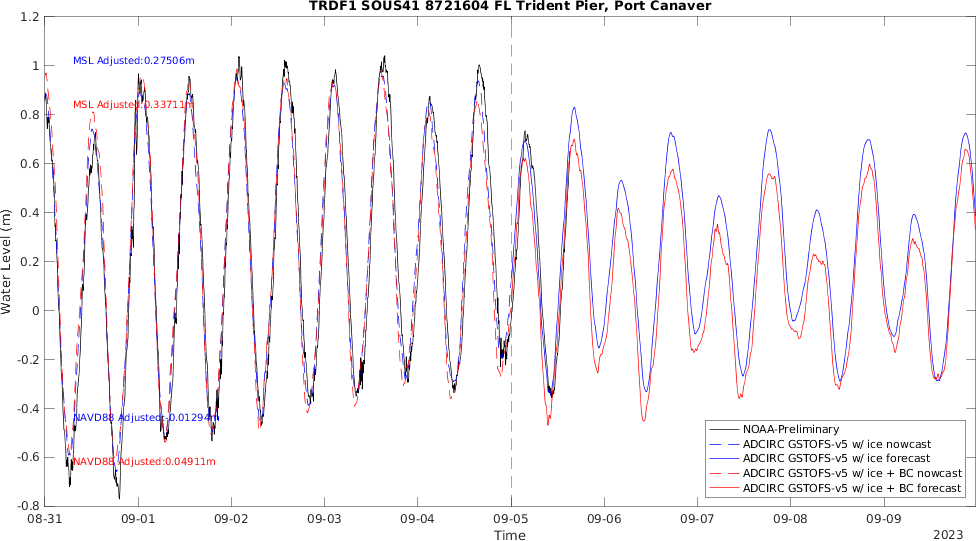 TRDF1 SOUS41 8721604 FL Trident Pier, Port Canaver
1.2
1
0.8
0.6
0.4
0.2
0
-0.2
-0.4
-0.6
-0.8
Water Level (m)
MSL Adjusted:0.27506m
MSL Adjusted:0.33711m
NAVD88 Adjusted:-0.01294m
NAVD88 Adjusted:0.04911m
NOAA-Preliminary
ADCIRC GSTOFS-v5 w/ ice nowcast
ADCIRC GSTOFS-v5 w/ ice forecast
ADCIRC GSTOFS-v5 w/ ice + BC nowcast
ADCIRC GSTOFS-v5 w/ ice + BC forecast
08-31 09-01 09-02 09-03 09-04 09-05 09-06 09-07 09-08 09-09
Time
2023